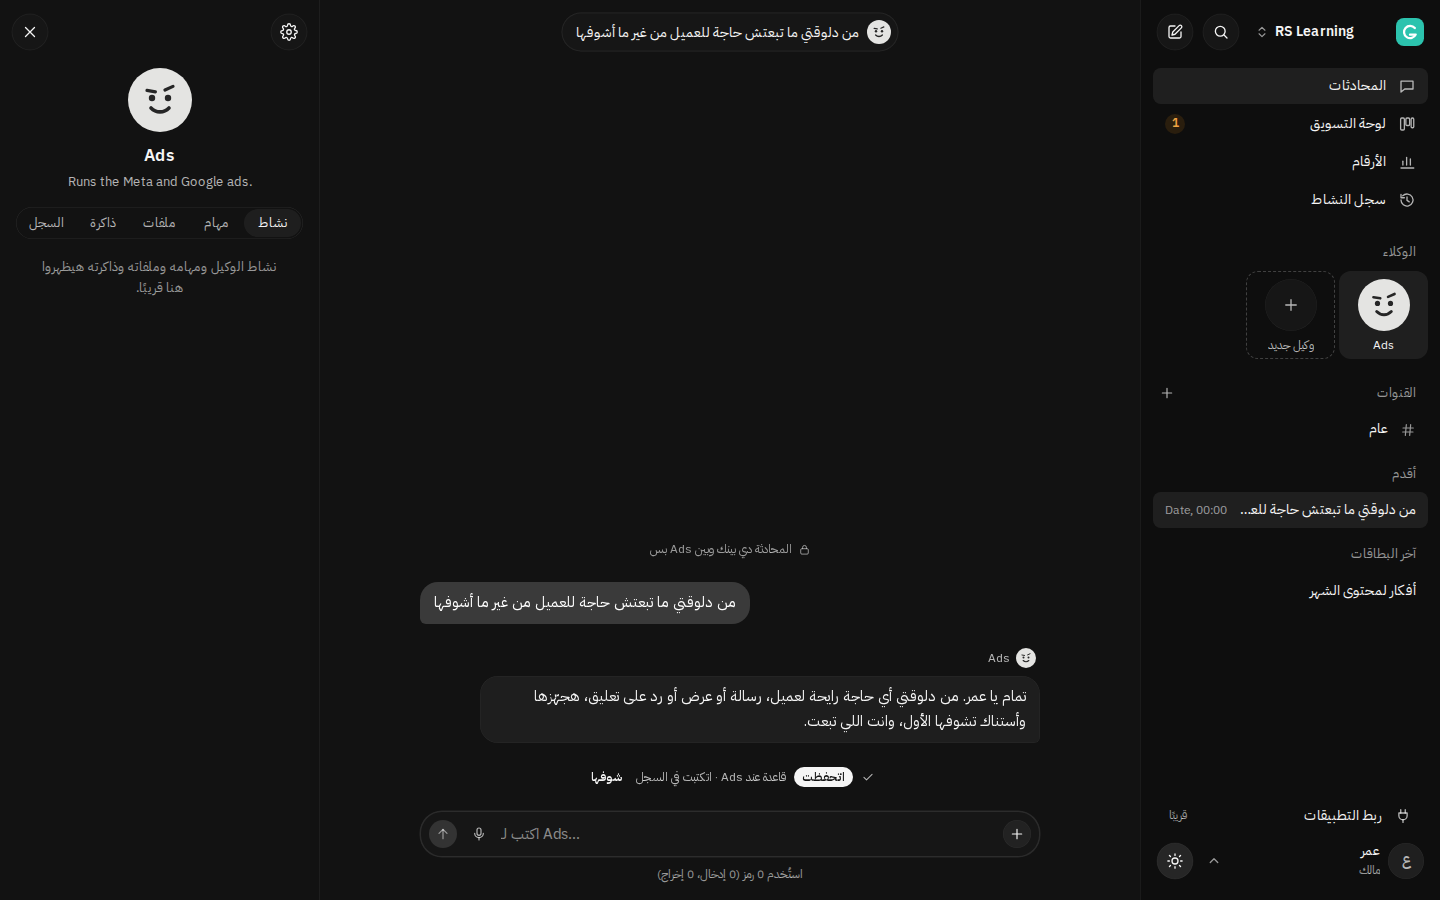 RS Learning
المحادثات
لوحة التسويق
1
الأرقام
سجل النشاط
الوكلاء
Ads
وكيل جديد
القنوات
عام
أقدم
من دلوقتي ما تبعتش حاجة للعـ...
Date, 00:00
آخر البطاقات
أفكار لمحتوى الشهر
ربط التطبيقات
قريبًا
ع
عمر
مالك
من دلوقتي ما تبعتش حاجة للعميل من غير ما أشوفها
المحادثة دي بينك وبين Ads بس
من دلوقتي ما تبعتش حاجة للعميل من غير ما أشوفها
Ads
تمام يا عمر. من دلوقتي أي حاجة رايحة لعميل، رسالة أو عرض أو رد على تعليق، هجهّزها
وأستناك تشوفها الأول، وانت اللي تبعت.
اتحفظت قاعدة عند Ads · اتكتبت في السجل شوفها
اكتب لـ Ads...
استُخدم 0 رمز (0 إدخال، 0 إخراج)
Ads
Runs the Meta and Google ads.
نشاط
مهام
ملفات
ذاكرة
السجل
نشاط الوكيل ومهامه وملفاته وذاكرته هيظهروا
هنا قريبًا.